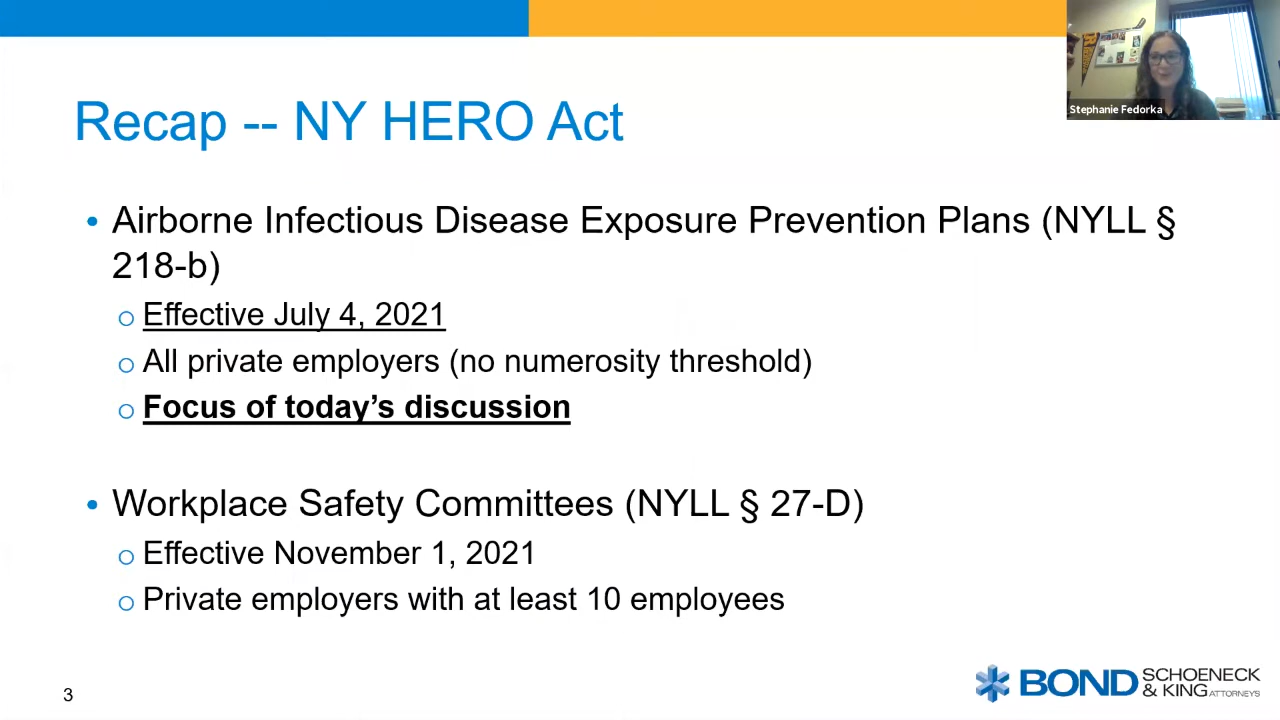 Stephanie Fedorka
Recap -- NY HERO Act
• Airborne Infectious Disease Exposure Prevention Plans (NYLL §
218-b)
o Effective July 4, 2021
o All private employers (no numerosity threshold)
o Focus of today’s discussion
• Workplace Safety Committees (NYLL § 27-D)
o Effective November 1, 2021
o Private employers with at least 10 employees
3
BOND SCHOENECK
& KING ATTORNEYS